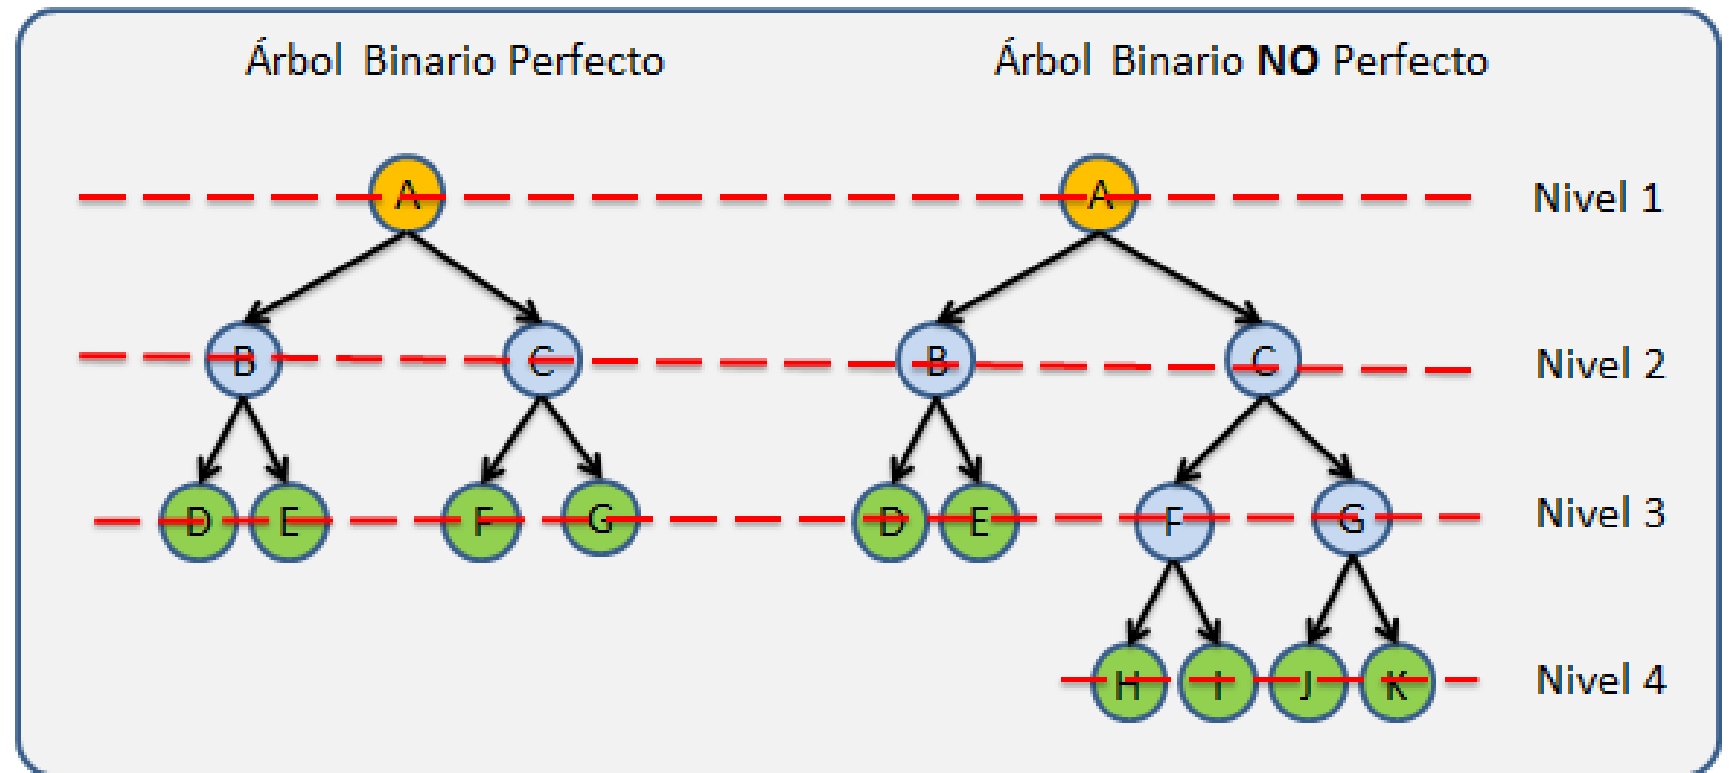 Árbol Binario Perfecto
Árbol Binario NO Perfecto
A
A
Nivel 1
B
C
B
C
Nivel 2
D
E
F
G
D
E
F
G
Nivel 3
H
I
J
K
Nivel 4